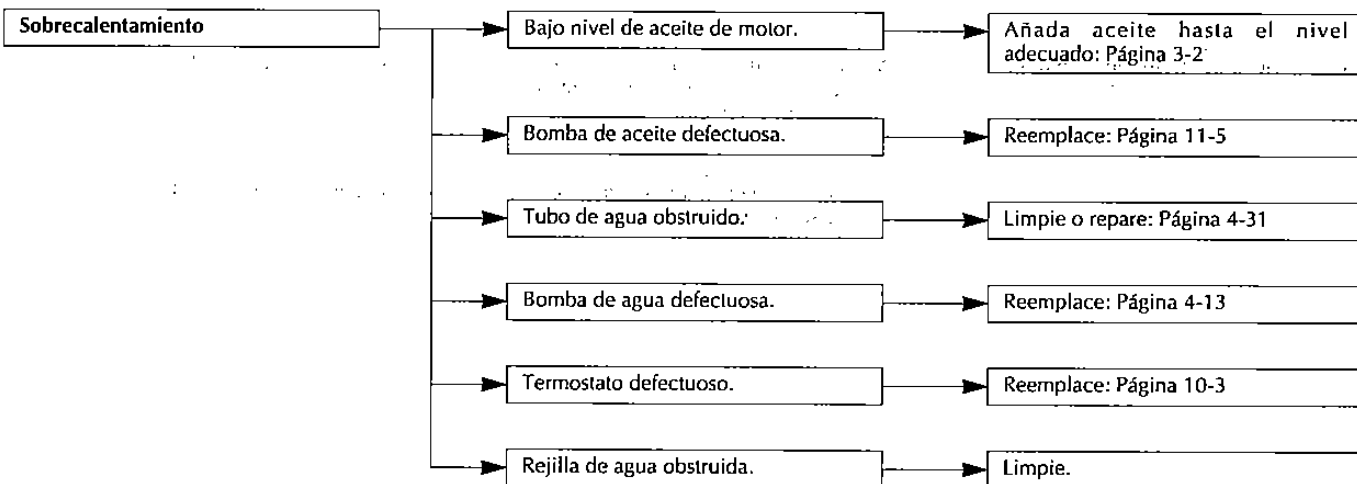 Sobrecalentamiento
Bajo nivel de aceite de motor.
Añada aceite hasta el nivel
adecuado: Página 3-2
Bomba de aceite defectuosa.
Reemplace: Página 11-5
Tubo de agua obstruido.
Limpie o repare: Página 4-31
Bomba de agua defectuosa.
Reemplace: Página 4-13
Termostato defectuoso.
Reemplace: Página 10-3
Rejilla de agua obstruida.
Limpie.